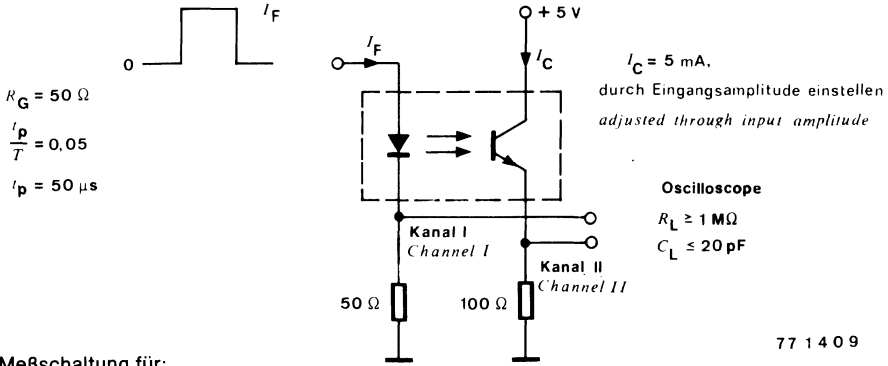 I_F
0
R_G = 50 Ω
t_p/T = 0,05
t_p = 50 µs
I_F
+ 5 V
I_C
I_C = 5 mA,
durch Eingangsamplitude einstellen
adjusted through input amplitude
Oscilloscope
R_L ≥ 1 MΩ
C_L ≤ 20 pF
Kanal I
Channel I
Kanal II
Channel II
50 Ω
100 Ω
77 1409
Meßschaltung für: